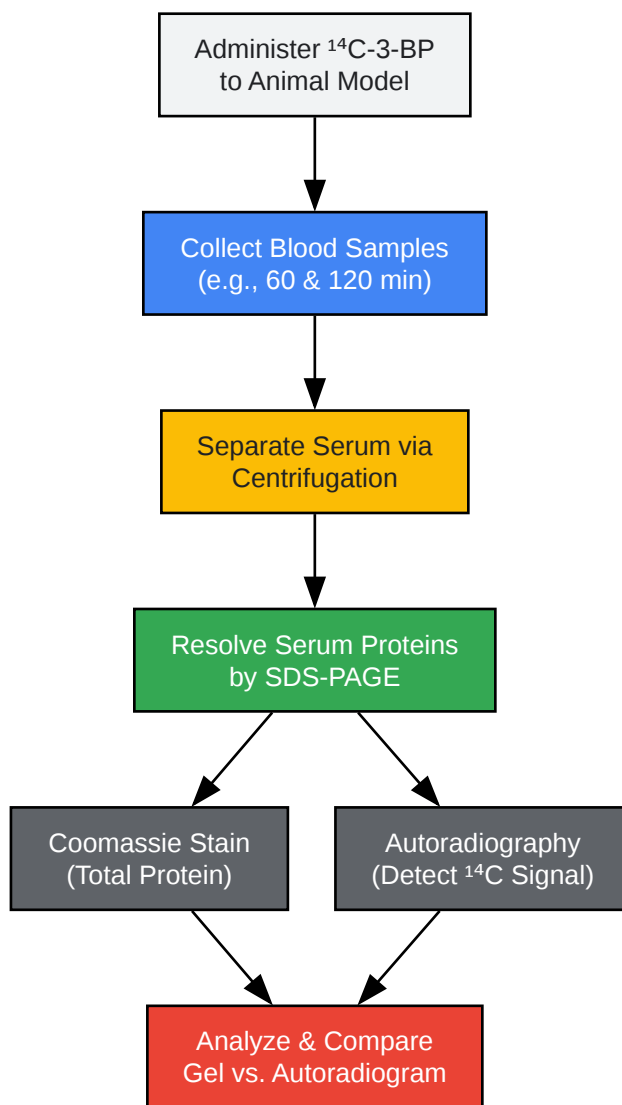 Administer ¹⁴C-3-BP
to Animal Model
Collect Blood Samples
(e.g., 60 & 120 min)
Separate Serum via
Centrifugation
Resolve Serum Proteins
by SDS-PAGE
Coomassie Stain
(Total Protein)
Autoradiography
(Detect ¹⁴C Signal)
Analyze & Compare
Gel vs. Autoradiogram